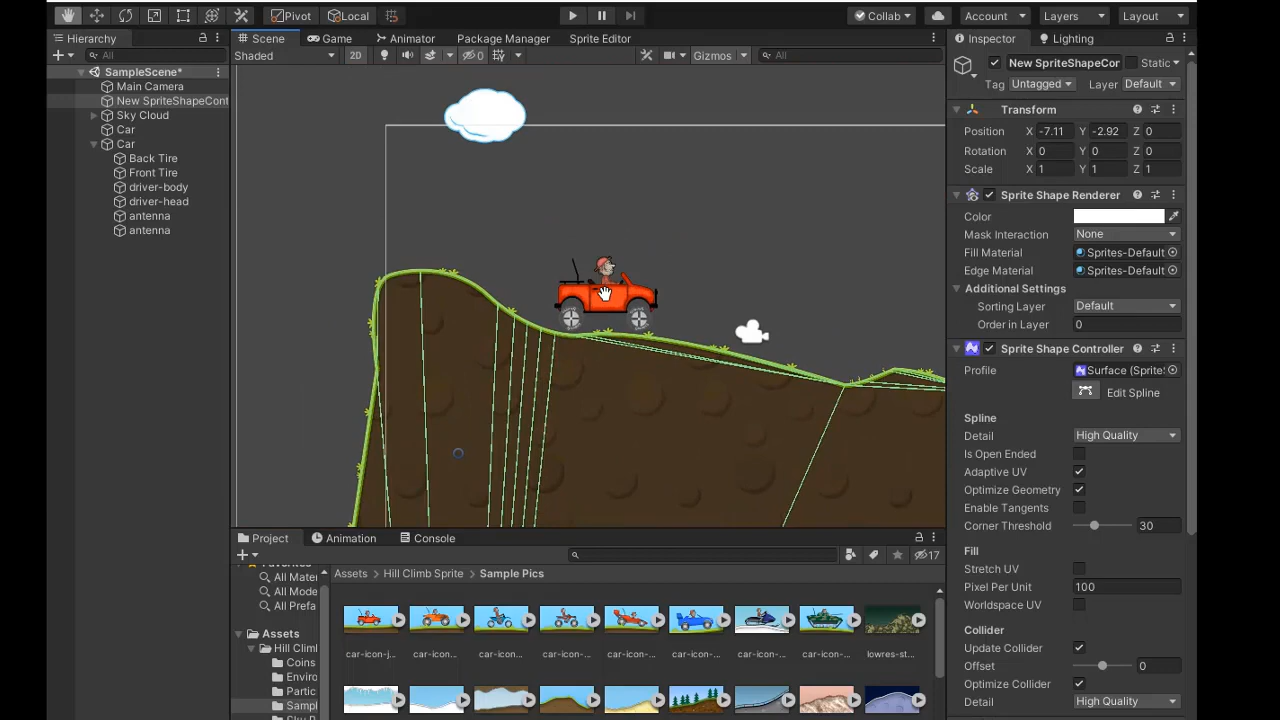 Pivot Local Collab Account Layers Layout
Hierarchy Scene Game Animator Package Manager Sprite Editor Inspector Lighting
All Shaded 2D 0 Gizmos All New SpriteShapeCor Static
SampleScene* Tag Untagged Layer Default
Main Camera
New SpriteShapeCont Transform
Sky Cloud Position X -7.11 Y -2.92 Z 0
Car Rotation X 0 Y 0 Z 0
Car Scale X 1 Y 1 Z 1
Back Tire
Front Tire Sprite Shape Renderer
driver-body Color
driver-head Mask Interaction None
antenna Fill Material Sprites-Default
antenna Edge Material Sprites-Default
Additional Settings
Sorting Layer Default
Order in Layer 0
Sprite Shape Controller
Profile Surface (Sprite
Edit Spline
Spline
Detail High Quality
Is Open Ended
Adaptive UV
Optimize Geometry
Enable Tangents
Corner Threshold 30
Project Animation Console Fill
17 Stretch UV
Favorites Assets Hill Climb Sprite Sample Pics
All Mater Pixel Per Unit 100
All Mode
All Prefa Worldspace UV
Assets Collider
Hill Climb Update Collider
Coins car-icon-j... car-icon-... car-icon... car-icon-... car-icon-... car-icon-... car-icon-... car-icon-... lowres-st... Offset 0
Enviro
Partic Optimize Collider
Sampl Detail High Quality